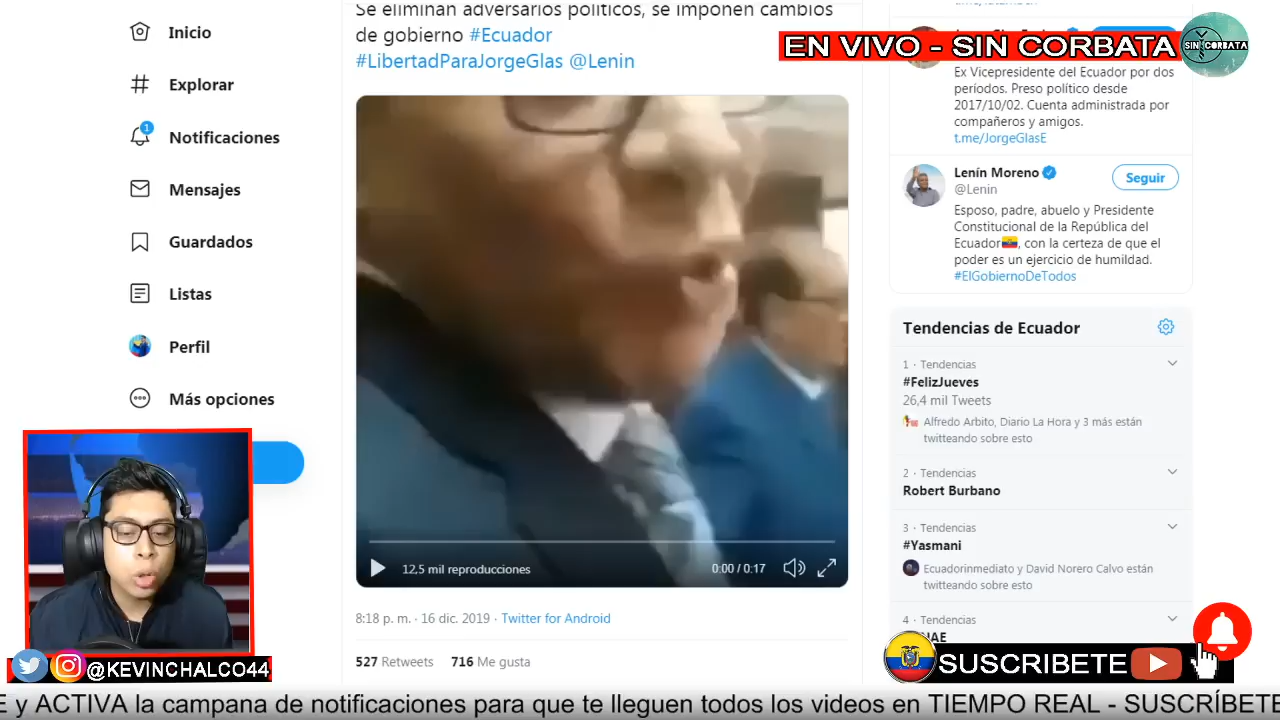 Se eliminan adversarios políticos, se imponen cambios
de gobierno #Ecuador
#LibertadParaJorgeGlas @Lenin
Inicio
Explorar
1
Notificaciones
Mensajes
Guardados
Listas
Perfil
Más opciones
12,5 mil reproducciones
0:00 / 0:17
8:18 p. m. · 16 dic. 2019 · Twitter for Android
527 Retweets 716 Me gusta
EN VIVO - SIN CORBATA
SIN CORBATA
Ex Vicepresidente del Ecuador por dos
períodos. Preso político desde
2017/10/02. Cuenta administrada por
compañeros y amigos.
t.me/JorgeGlasE
Lenín Moreno
@Lenin
Seguir
Esposo, padre, abuelo y Presidente
Constitucional de la República del
Ecuador, con la certeza de que el
poder es un ejercicio de humildad.
#ElGobiernoDeTodos
Tendencias de Ecuador
1 · Tendencias
#FelizJueves
26,4 mil Tweets
Alfredo Arbito, Diario La Hora y 3 más están
twitteando sobre esto
2 · Tendencias
Robert Burbano
3 · Tendencias
#Yasmani
Ecuadorinmediato y David Norero Calvo están
twitteando sobre esto
4 · Tendencias
@KEVINCHALCO44
SUSCRIBETE
E y ACTIVA la campana de notificaciones para que te lleguen todos los videos en TIEMPO REAL - SUSCRÍBETE